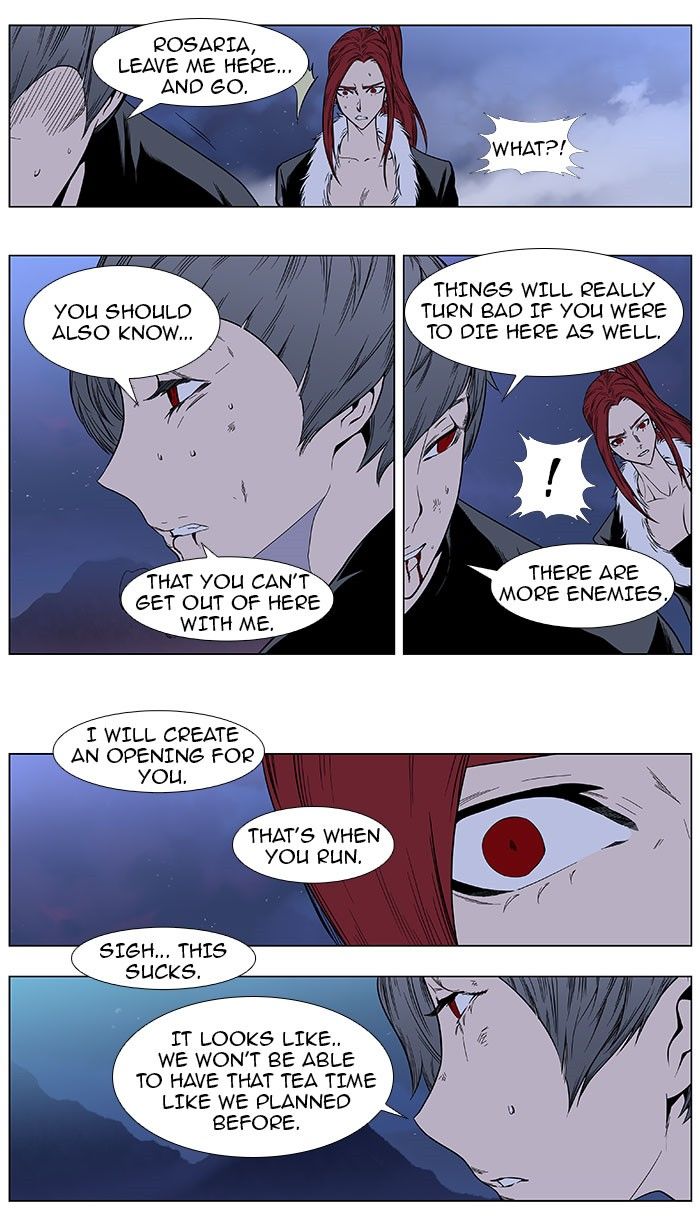 ROSARIA,
LEAVE ME HERE...
AND GO.
WHAT?!
YOU SHOULD
ALSO KNOW...
THAT YOU CAN'T
GET OUT OF HERE
WITH ME.
THINGS WILL REALLY
TURN BAD IF YOU WERE
TO DIE HERE AS WELL.
!
THERE ARE
MORE ENEMIES.
I WILL CREATE
AN OPENING FOR
YOU.
THAT'S WHEN
YOU RUN.
SIGH... THIS
SUCKS.
IT LOOKS LIKE..
WE WON'T BE ABLE
TO HAVE THAT TEA TIME
LIKE WE PLANNED
BEFORE.